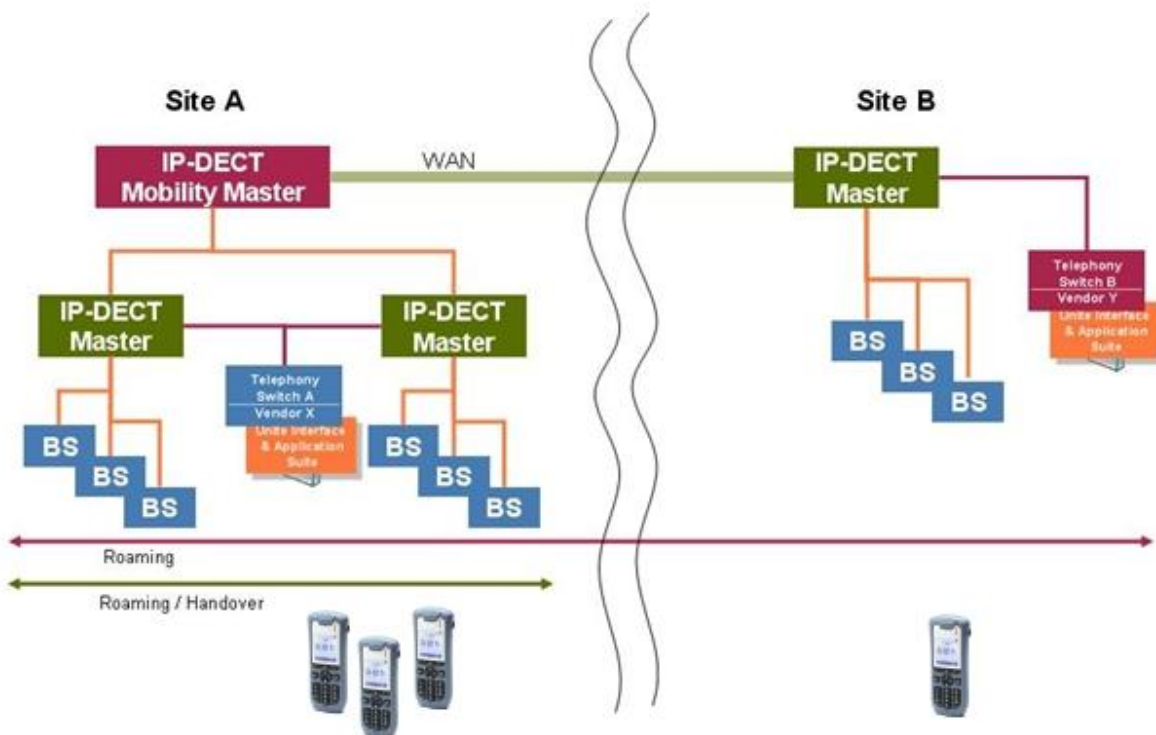 Site A
Site B
IP-DECT
Mobility Master
WAN
IP-DECT
Master
Telephony
Switch B
Vendor Y
Unite Interface
& Application
Suite
IP-DECT
Master
IP-DECT
Master
Telephony
Switch A
Vendor X
Unite Interface
& Application
Suite
BS
BS
BS
BS
BS
BS
BS
BS
BS
Roaming
Roaming / Handover